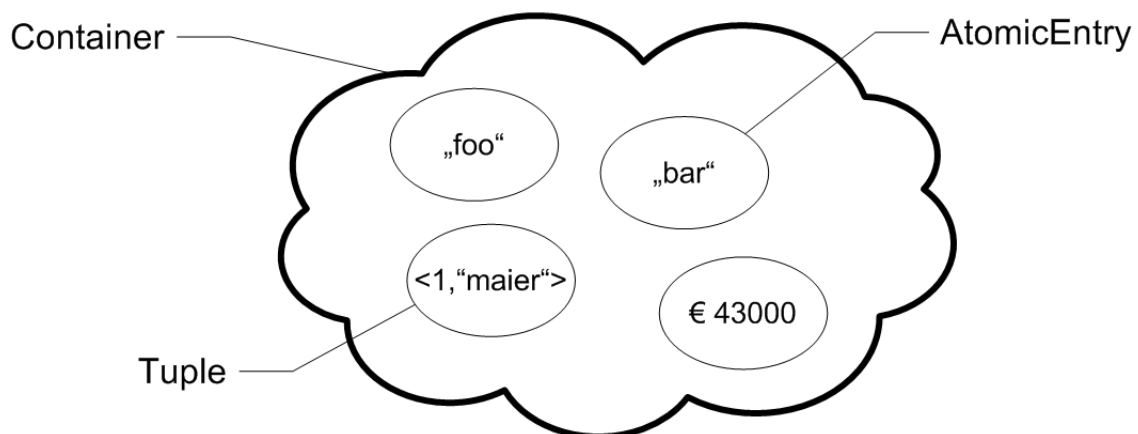 Container
AtomicEntry
„foo“
„bar“
<1,“maier“>
€ 43000
Tuple